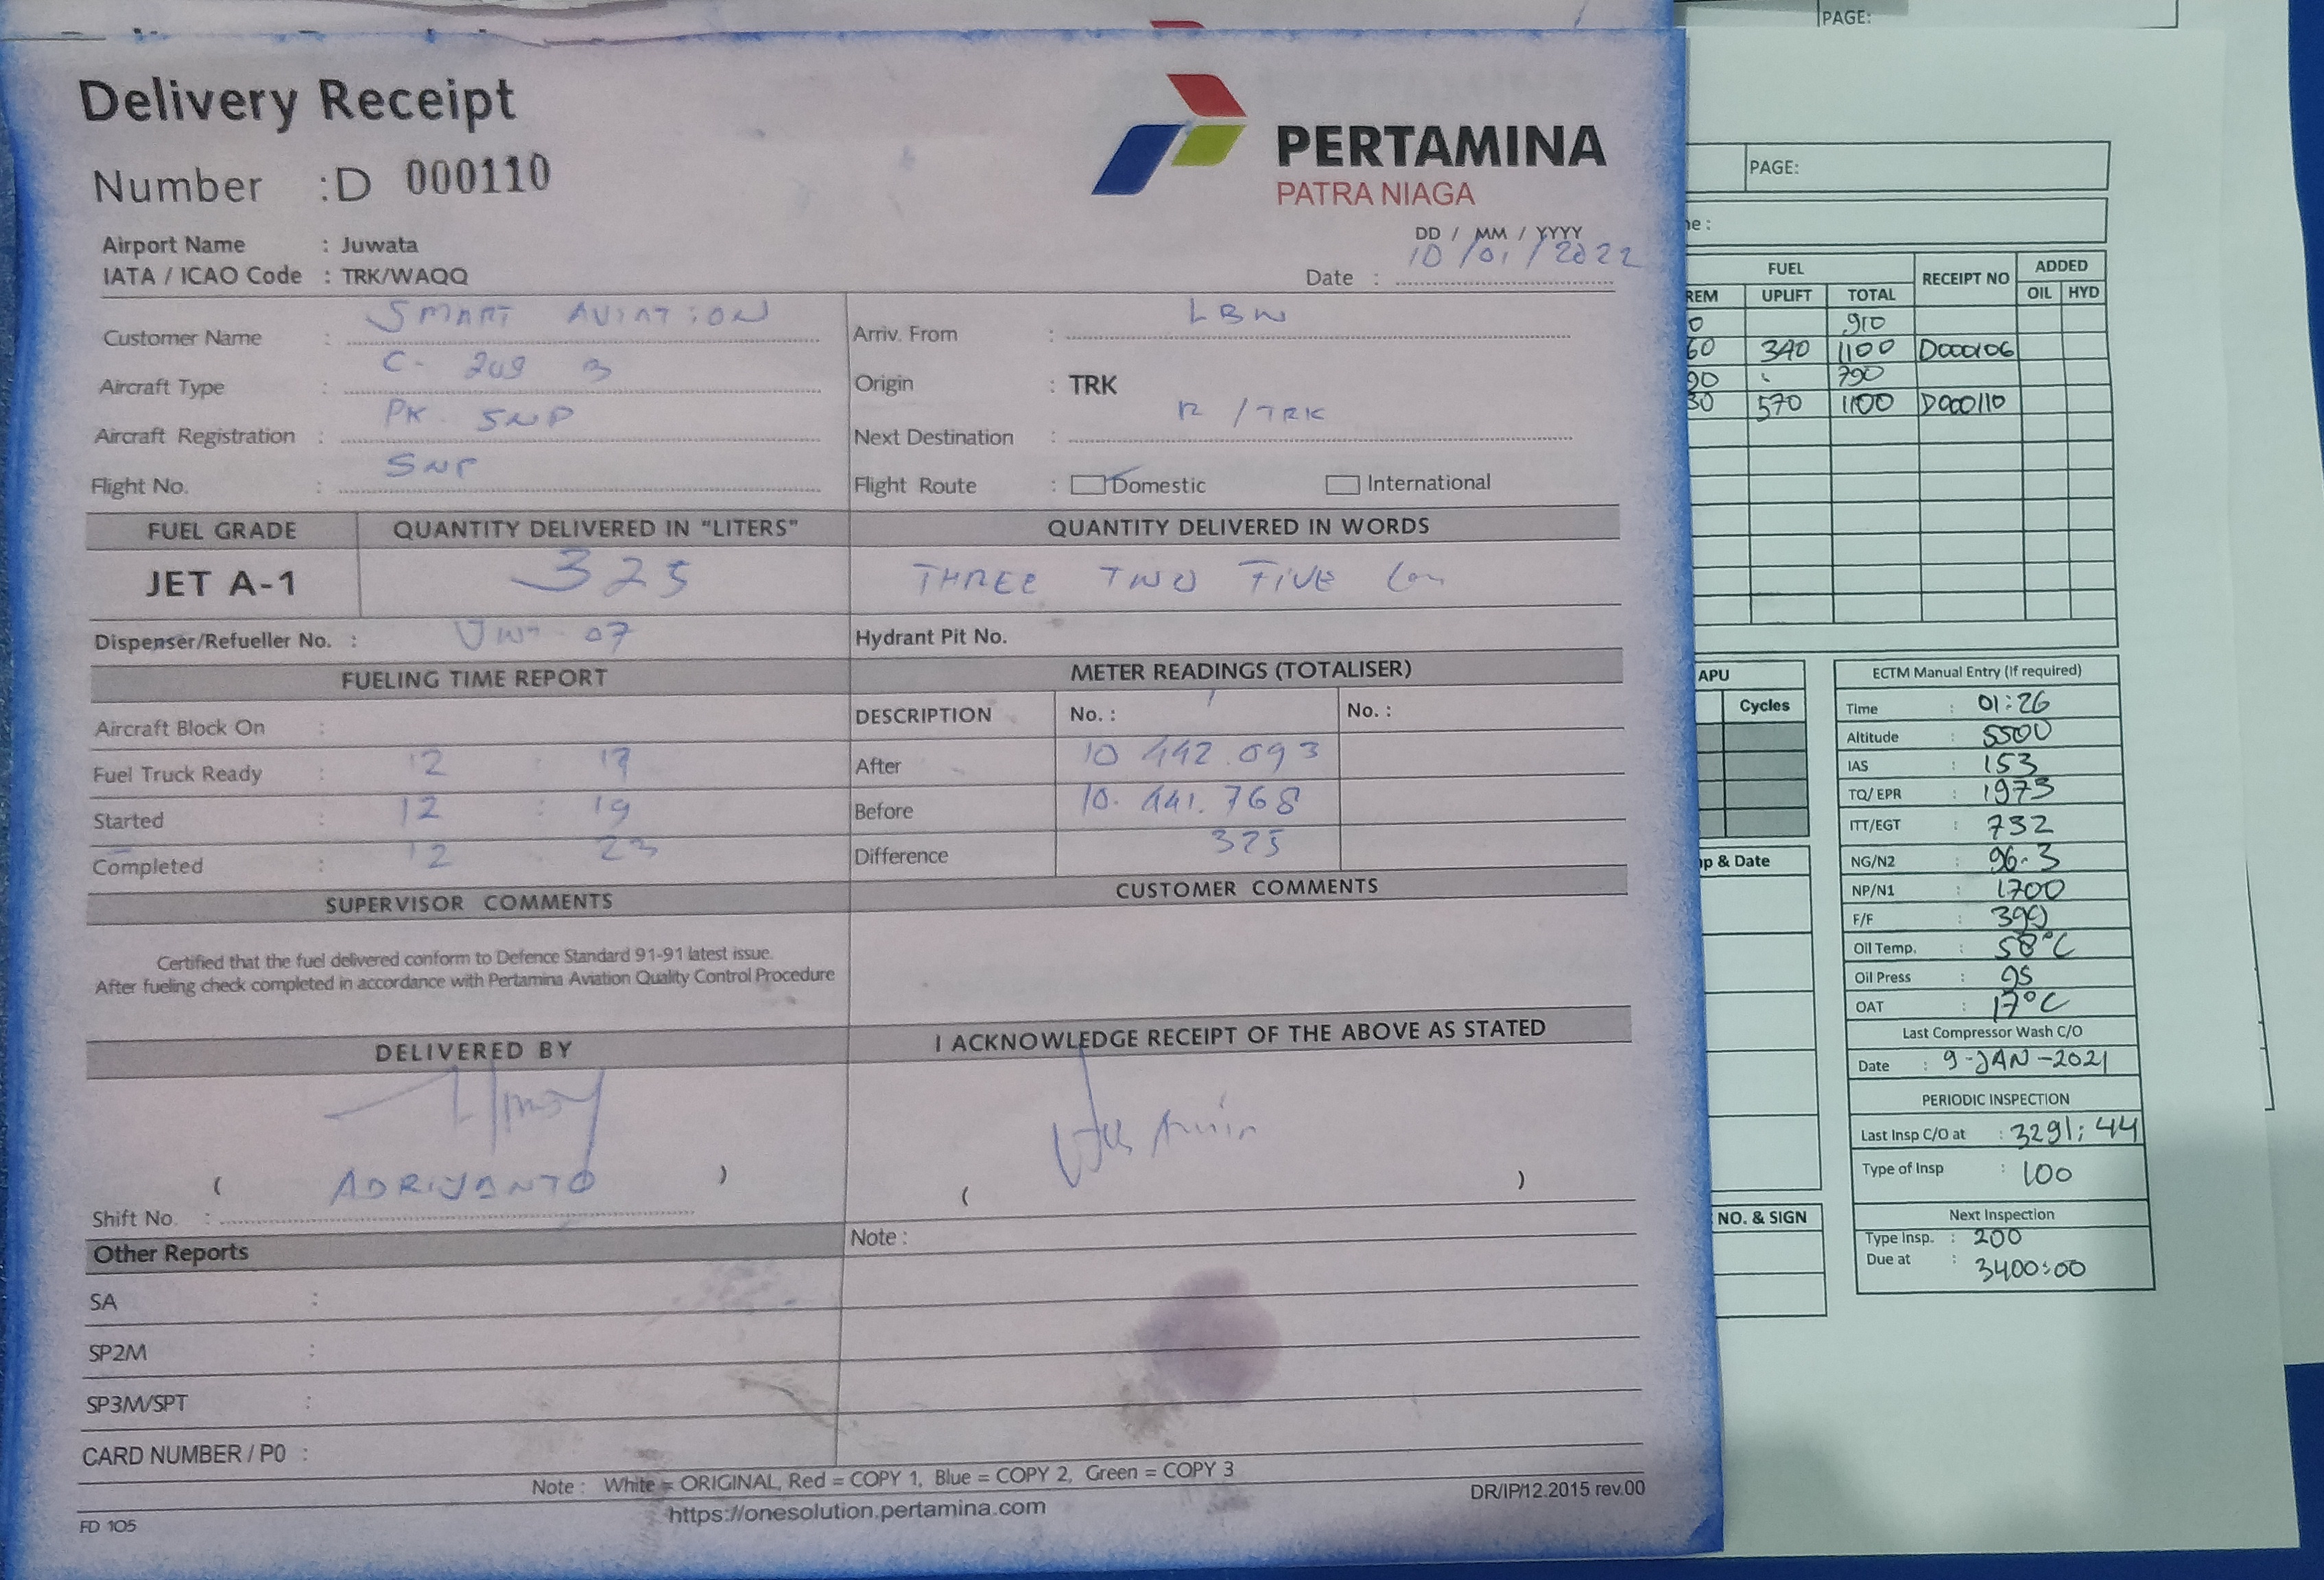 Delivery Receipt
Number :D 000110
PERTAMINA
PATRA NIAGA
Airport Name : Juwata
IATA / ICAO Code : TRK/WAQQ
DD / MM / YYYY
Date : 10/01/2022
Customer Name : SMART AVIATION
Aircraft Type : C- 208 B
Aircraft Registration : PK. SNP
Flight No. : SNP
Arriv. From : LBW
Origin : TRK
Next Destination : R/TRK
Flight Route : Domestic International
FUEL GRADE QUANTITY DELIVERED IN "LITERS" QUANTITY DELIVERED IN WORDS
JET A-1 325 THREE TWO FIVE
Dispenser/Refueller No. : 07 Hydrant Pit No.
FUELING TIME REPORT METER READINGS (TOTALISER)
Aircraft Block On : DESCRIPTION No. : No. :
Fuel Truck Ready : 12 : 17 After 10 442.093
Started : 12 : 19 Before 10.441.768
Completed : 12 23 Difference 325
SUPERVISOR COMMENTS CUSTOMER COMMENTS
Certified that the fuel delivered conform to Defence Standard 91-91 latest issue.
After fueling check completed in accordance with Pertamina Aviation Quality Control Procedure
DELIVERED BY I ACKNOWLEDGE RECEIPT OF THE ABOVE AS STATED
( ADRIYANTO ) ( )
Shift No. :
Other Reports Note :
SA :
SP2M :
SP3M/SPT :
CARD NUMBER / P0 :
Note : White = ORIGINAL, Red = COPY 1, Blue = COPY 2, Green = COPY 3
https://onesolution.pertamina.com
DR/IP/12.2015 rev.00
FD 105
PAGE:
PAGE:
FUEL RECEIPT NO ADDED
REM UPLIFT TOTAL OIL HYD
0 910
60 340 1100 D000106
90 790
30 570 1100 D000110
APU
Cycles
p & Date
NO. & SIGN
ECTM Manual Entry (If required)
Time : 01:26
Altitude : 5500
IAS : 153
TQ/ EPR : 1973
ITT/EGT : 732
NG/N2 : 96.3
NP/N1 : 1700
F/F : 390
Oil Temp. : 58°C
Oil Press : 95
OAT : 17°C
Last Compressor Wash C/O
Date : 9-JAN-2021
PERIODIC INSPECTION
Last Insp C/O at : 3291:44
Type of Insp : 100
Next Inspection
Type Insp. : 200
Due at : 3400:00